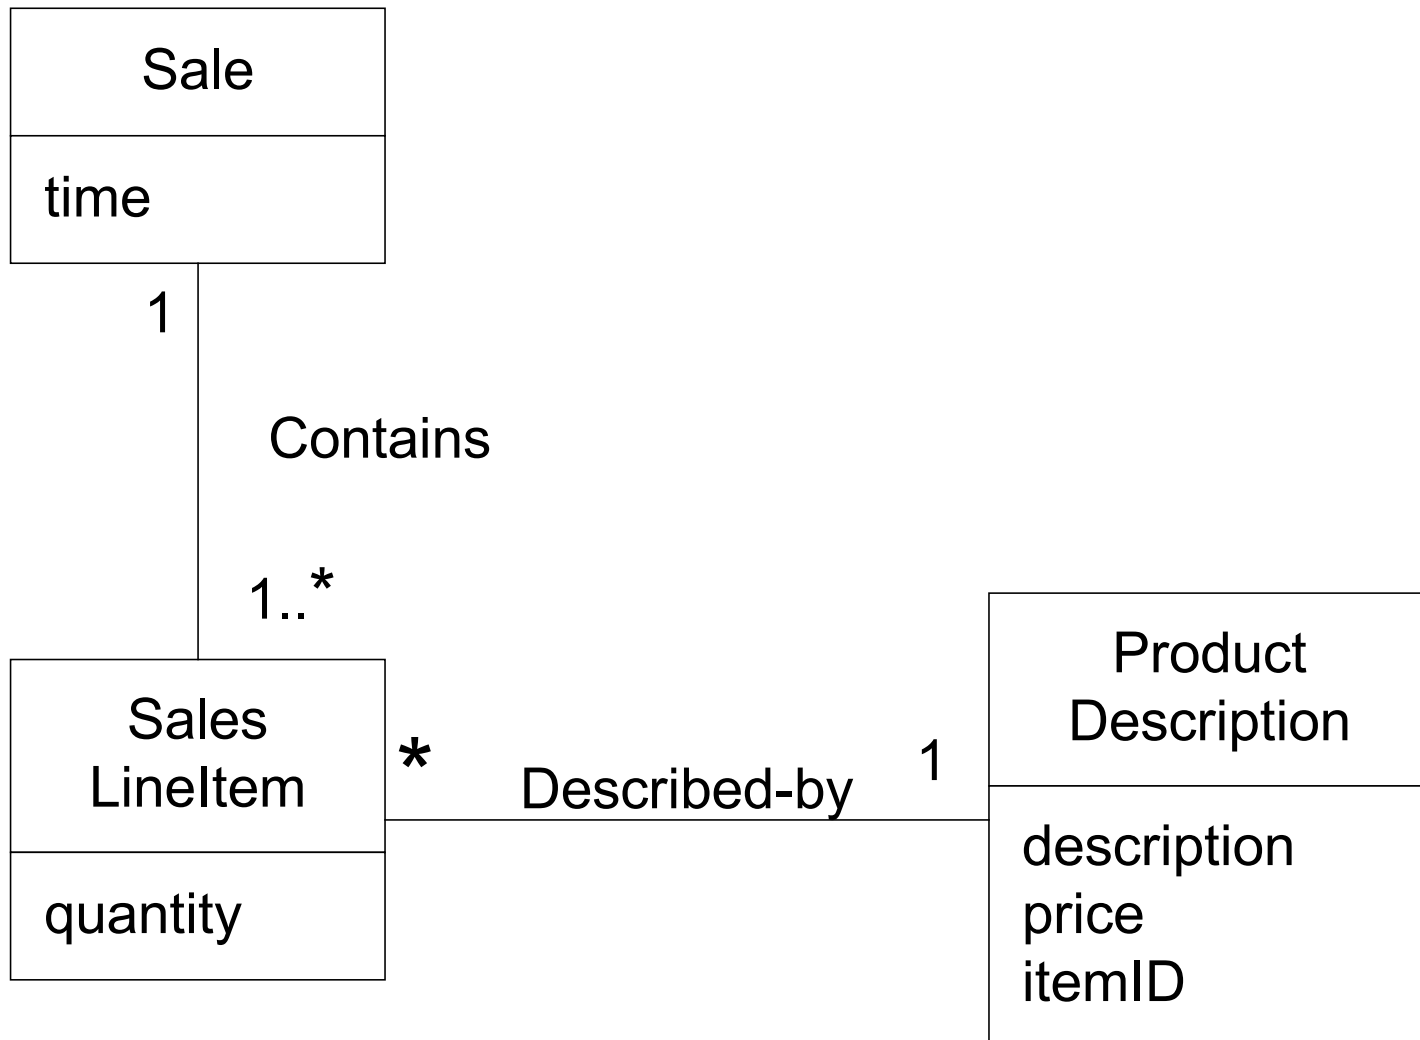 Sale
time
1
Contains
1..*
Sales
LineItem
quantity
*
Described-by
1
Product
Description
description
price
itemID